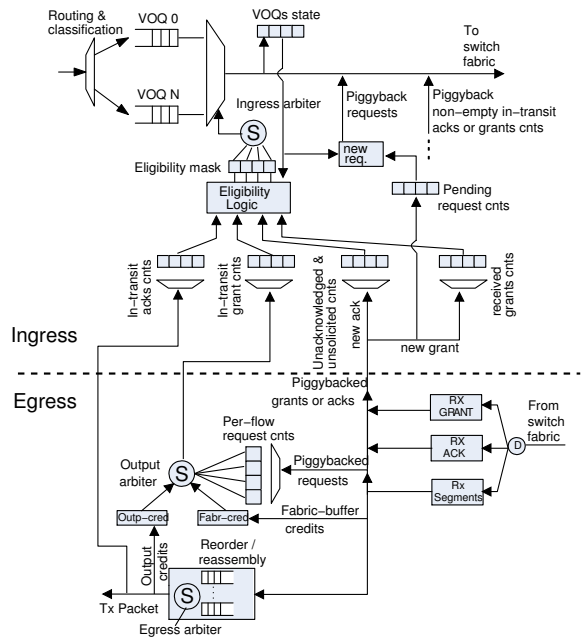 Routing &
classification
VOQ 0
VOQs state
To
switch
fabric
VOQ N
Ingress arbiter
Piggyback
requests
Piggyback
non-empty in-transit
acks or grants cnts
S
new
req.
Eligibility mask
Eligibility
Logic
Pending
request cnts
In-transit
acks cnts
In-transit
grant cnts
Unacknowledged &
unsolicited cnts
new ack
received
grants cnts
Ingress
new grant
Egress
Piggybacked
grants or acks
RX
GRANT
From
switch
fabric
Per-flow
request cnts
RX
ACK
D
Output
arbiter
S
Piggybacked
requests
Rx
Segments
Outp-cred
Fabr-cred
Fabric-buffer
credits
Output
credits
Reorder /
reassembly
S
Tx Packet
Egress arbiter